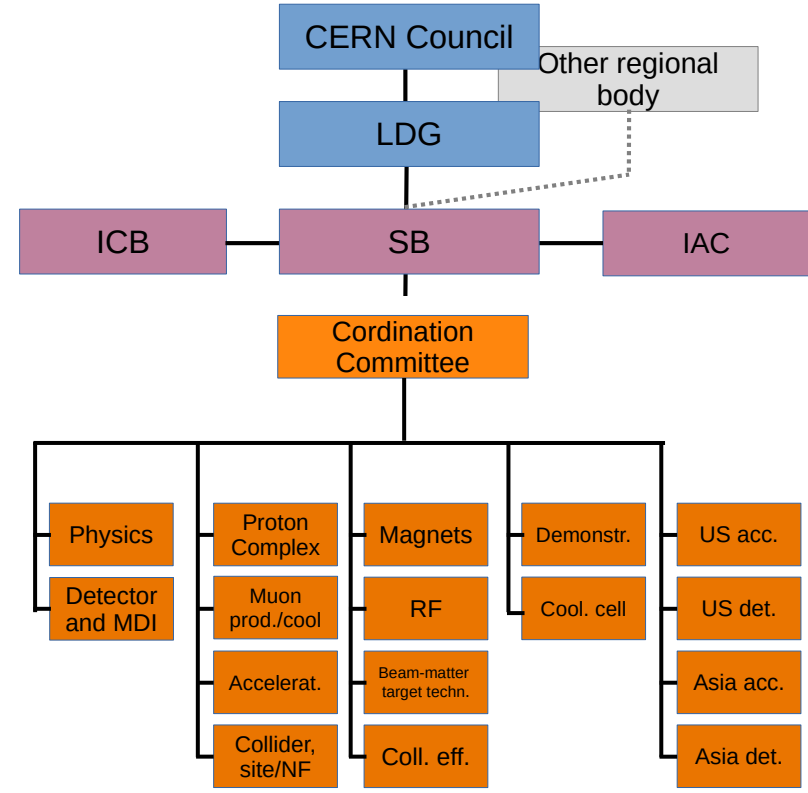 CERN Council
Other regional
body
LDG
ICB
SB
IAC
Cordination
Committee
Physics
Detector
and MDI
Proton
Complex
Muon
prod./cool
Accelerat.
Collider,
site/NF
Magnets
RF
Beam-matter
target techn.
Coll. eff.
Demonstr.
Cool. cell
US acc.
US det.
Asia acc.
Asia det.